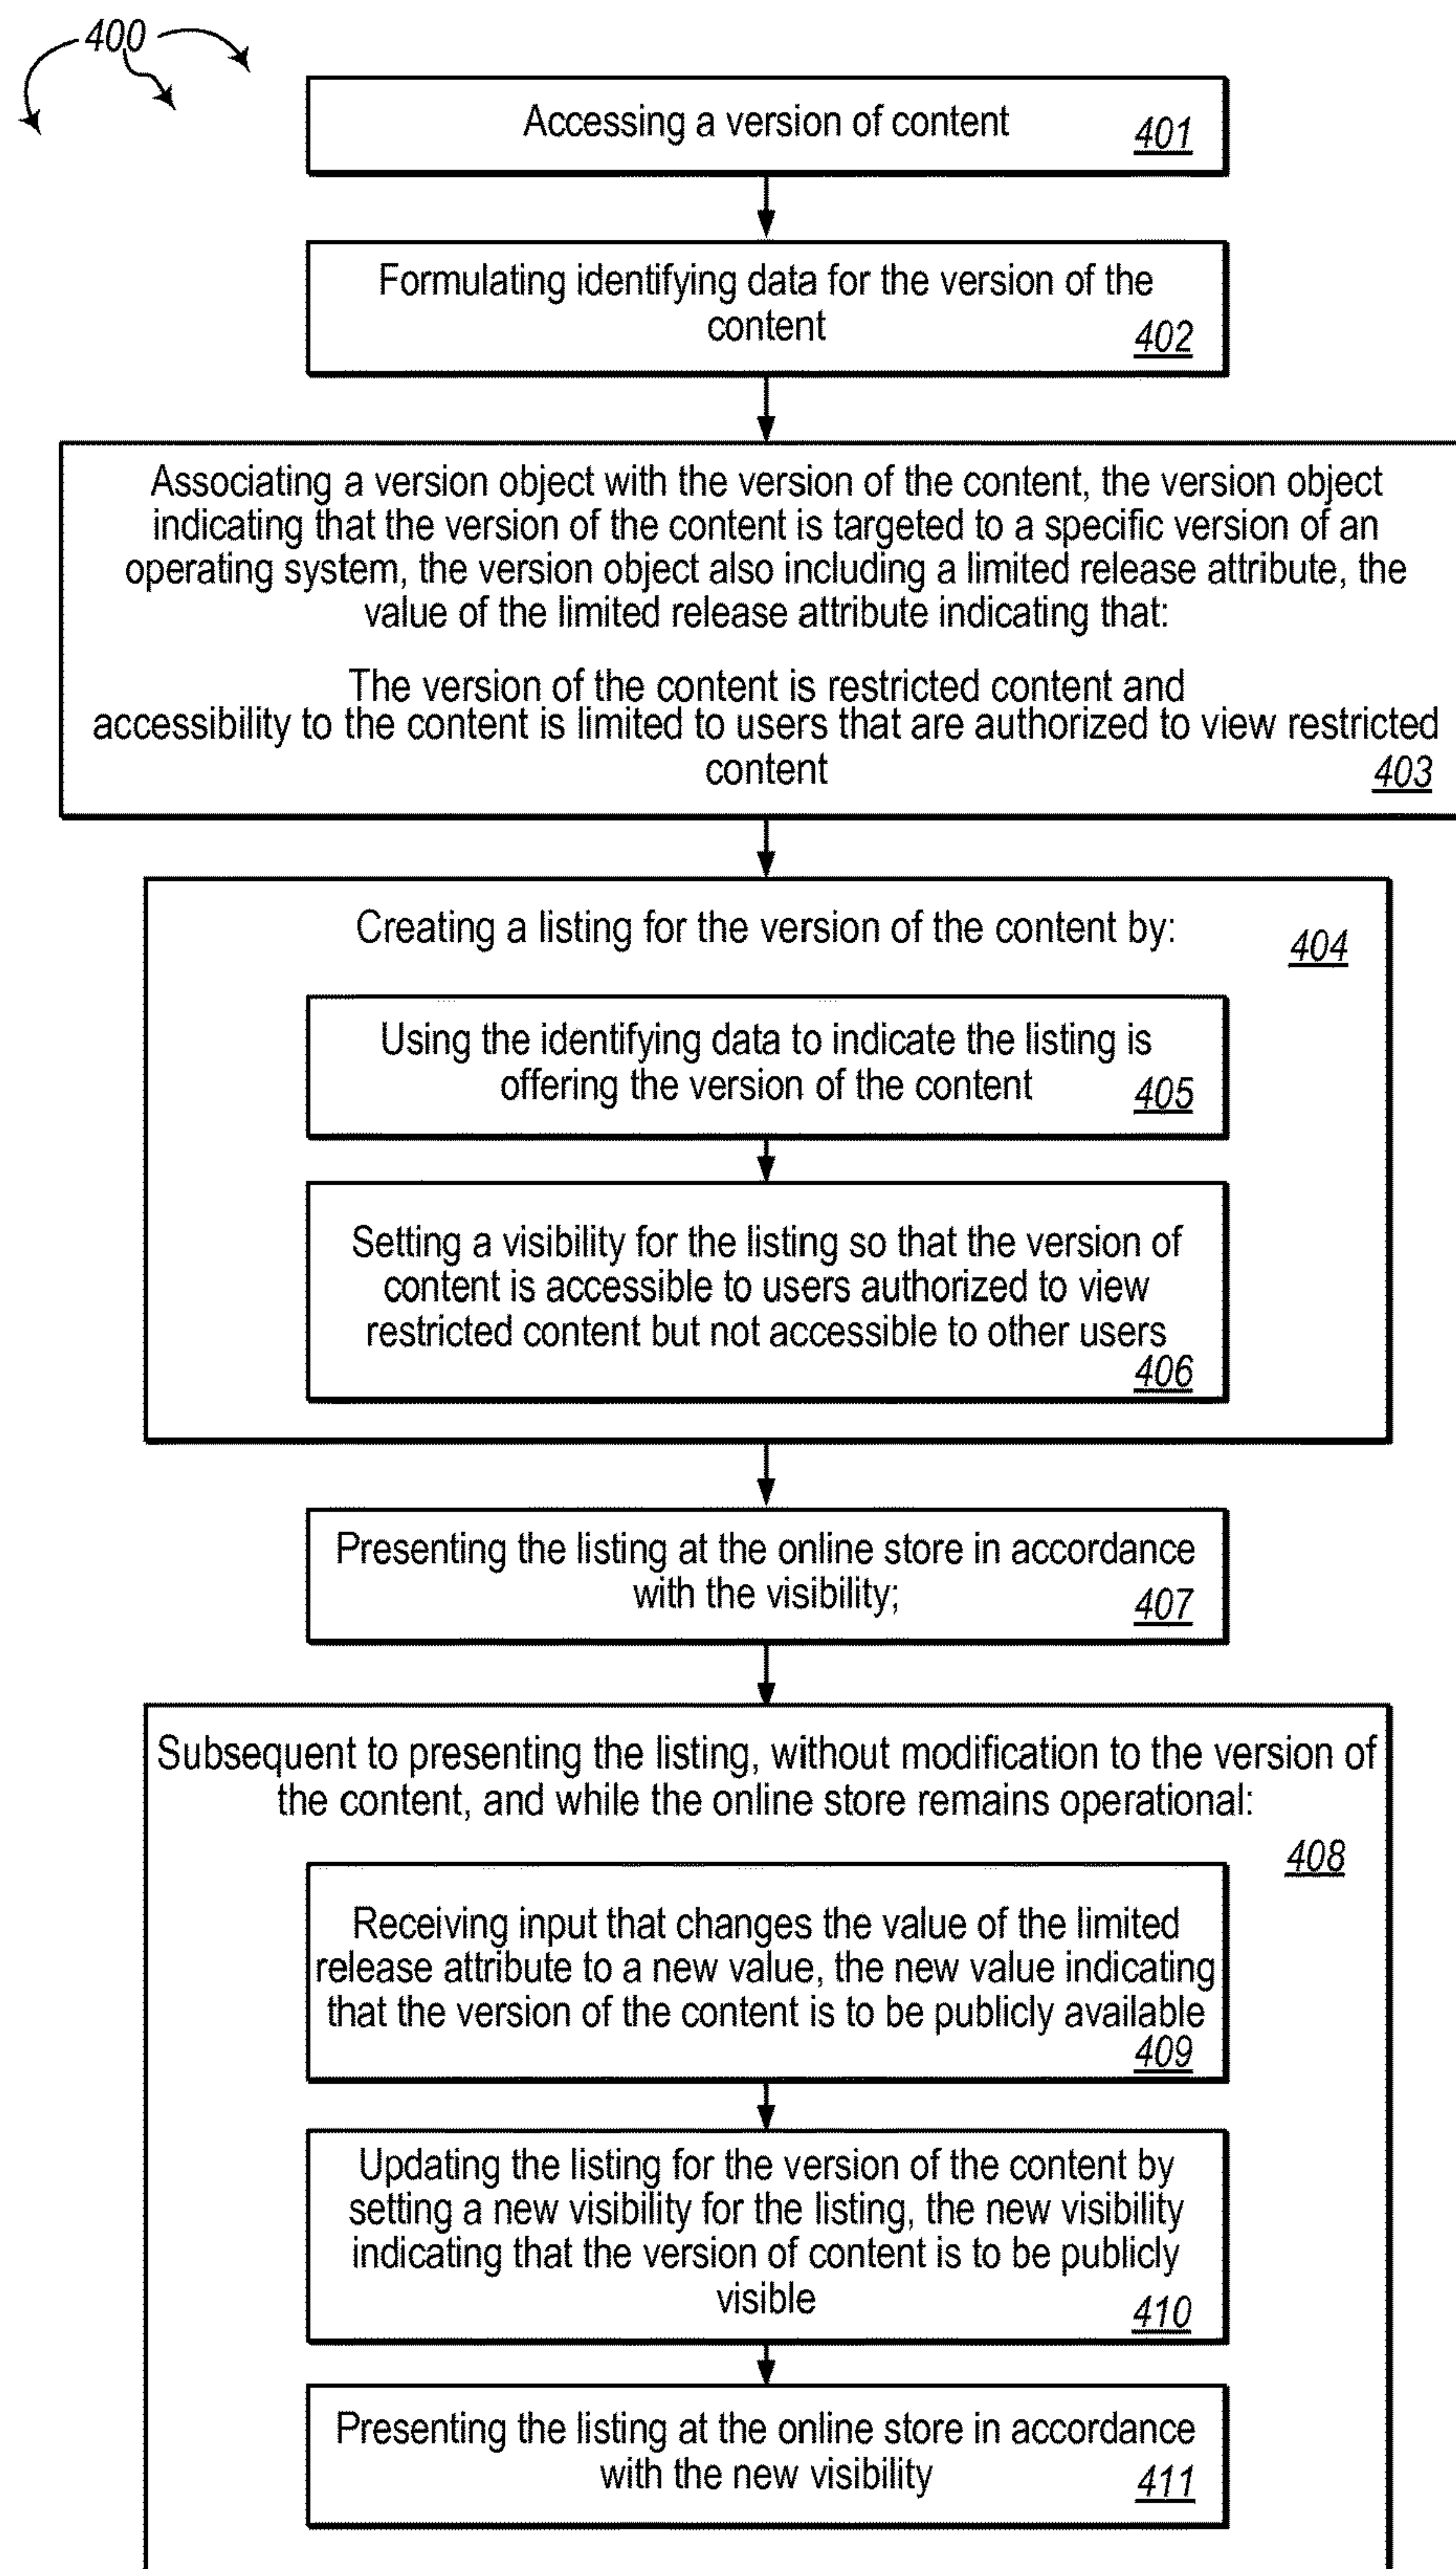 400
Accessing a version of content
401
Formulating identifying data for the version of the
content
402
Associating a version object with the version of the content, the version object
indicating that the version of the content is targeted to a specific version of an
operating system, the version object also including a limited release attribute, the
value of the limited release attribute indicating that:
The version of the content is restricted content and
accessibility to the content is limited to users that are authorized to view restricted
content
403
Creating a listing for the version of the content by:
404
Using the identifying data to indicate the listing is
offering the version of the content
405
Setting a visibility for the listing so that the version of
content is accessible to users authorized to view
restricted content but not accessible to other users
406
Presenting the listing at the online store in accordance
with the visibility;
407
Subsequent to presenting the listing, without modification to the version of
the content, and while the online store remains operational:
408
Receiving input that changes the value of the limited
release attribute to a new value, the new value indicating
that the version of the content is to be publicly available
409
Updating the listing for the version of the content by
setting a new visibility for the listing, the new visibility
indicating that the version of content is to be publicly
visible
410
Presenting the listing at the online store in accordance
with the new visibility
411